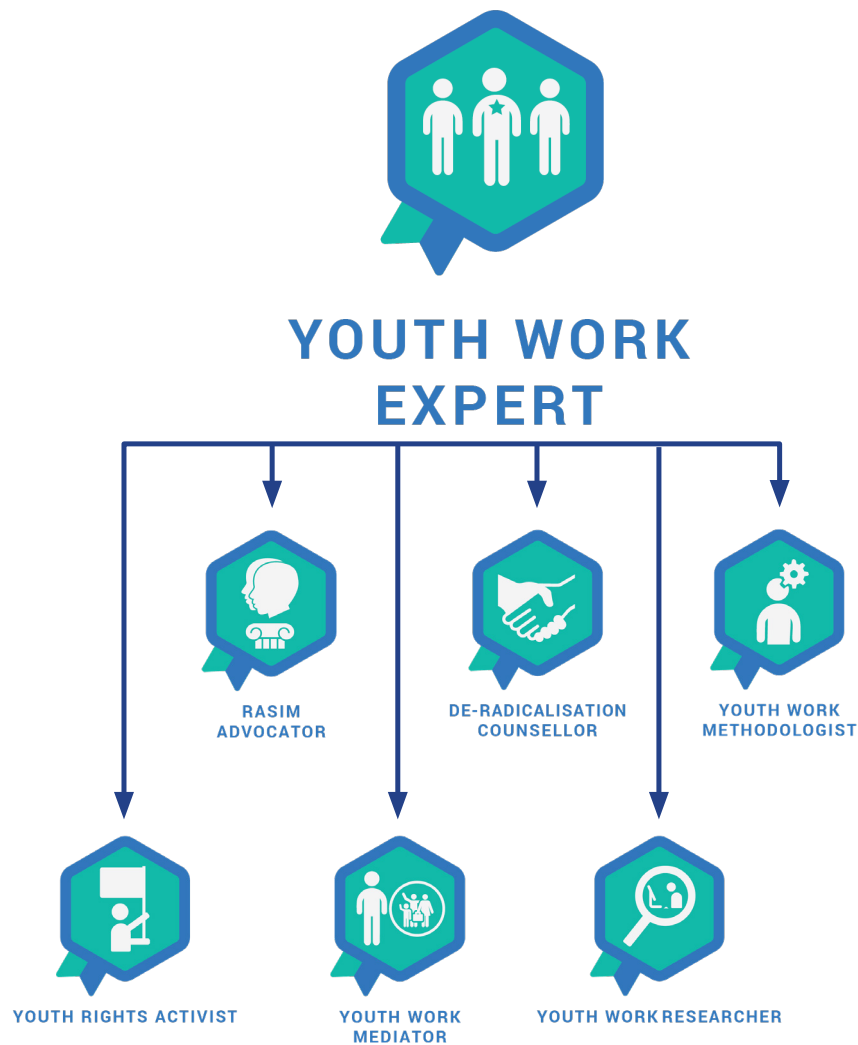 YOUTH WORK
EXPERT
RASIM
ADVOCATOR
DE-RADICALISATION
COUNSELLOR
YOUTH WORK
METHODOLOGIST
YOUTH RIGHTS ACTIVIST
YOUTH WORK
MEDIATOR
YOUTH WORK RESEARCHER